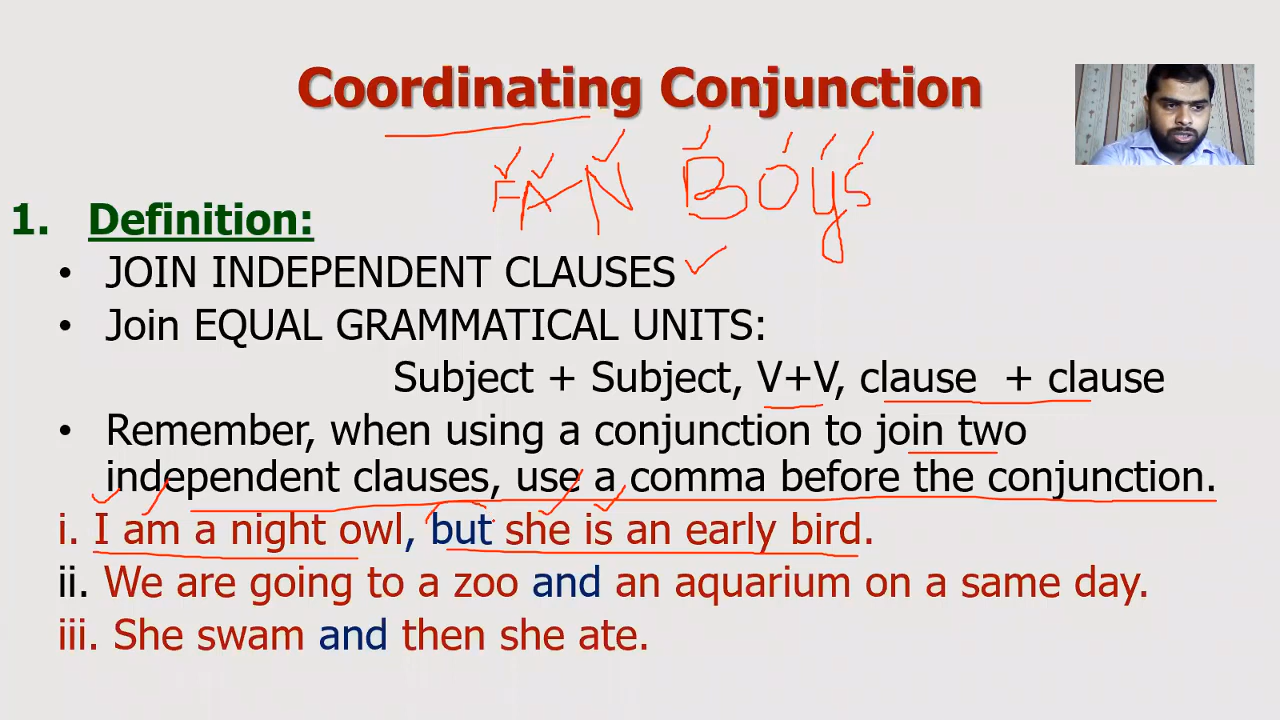 Coordinating Conjunction
FAN Boys
1. Definition:
• JOIN INDEPENDENT CLAUSES
• Join EQUAL GRAMMATICAL UNITS:
Subject + Subject, V+V, clause + clause
• Remember, when using a conjunction to join two
independent clauses, use a comma before the conjunction.
i. I am a night owl, but she is an early bird.
ii. We are going to a zoo and an aquarium on a same day.
iii. She swam and then she ate.